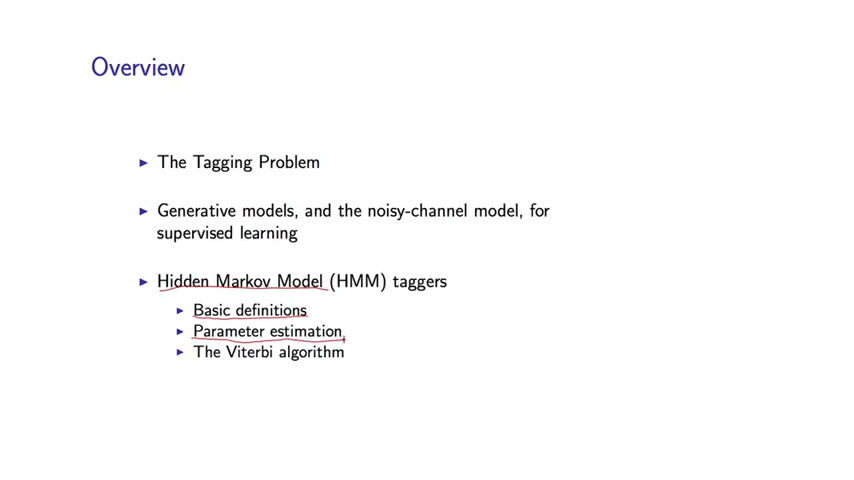 Overview
The Tagging Problem
Generative models, and the noisy-channel model, for
supervised learning
Hidden Markov Model (HMM) taggers
Basic definitions
Parameter estimation
The Viterbi algorithm